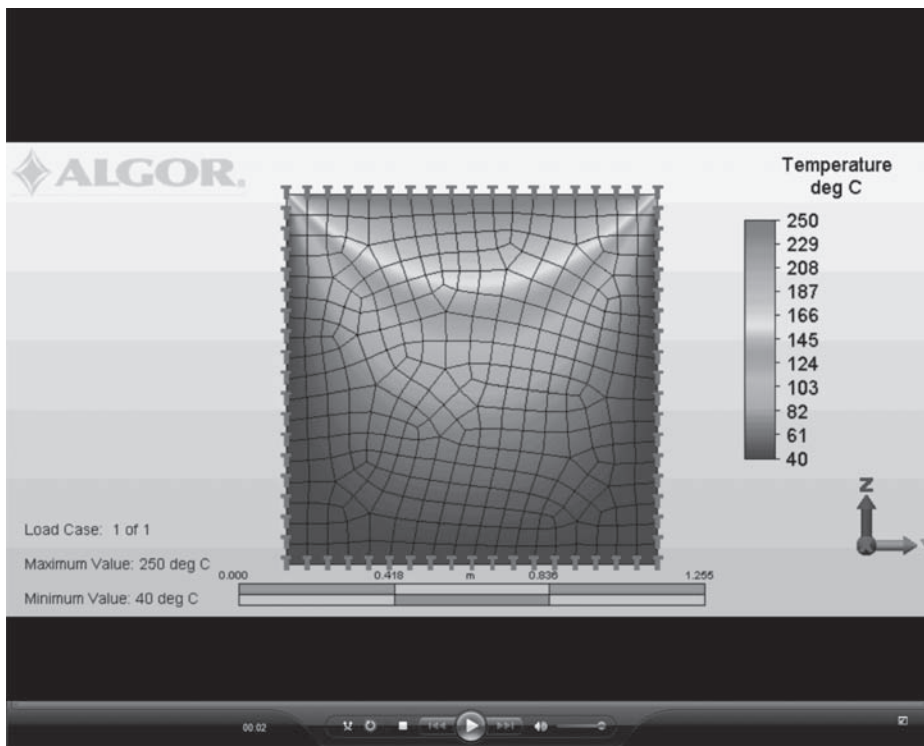 ALGOR.
Temperature
deg C
250
229
208
187
166
145
124
103
82
61
40
Z
Y
Load Case: 1 of 1
Maximum Value: 250 deg C
Minimum Value: 40 deg C
0.000 0.418 m 0.836 1.255
00:02